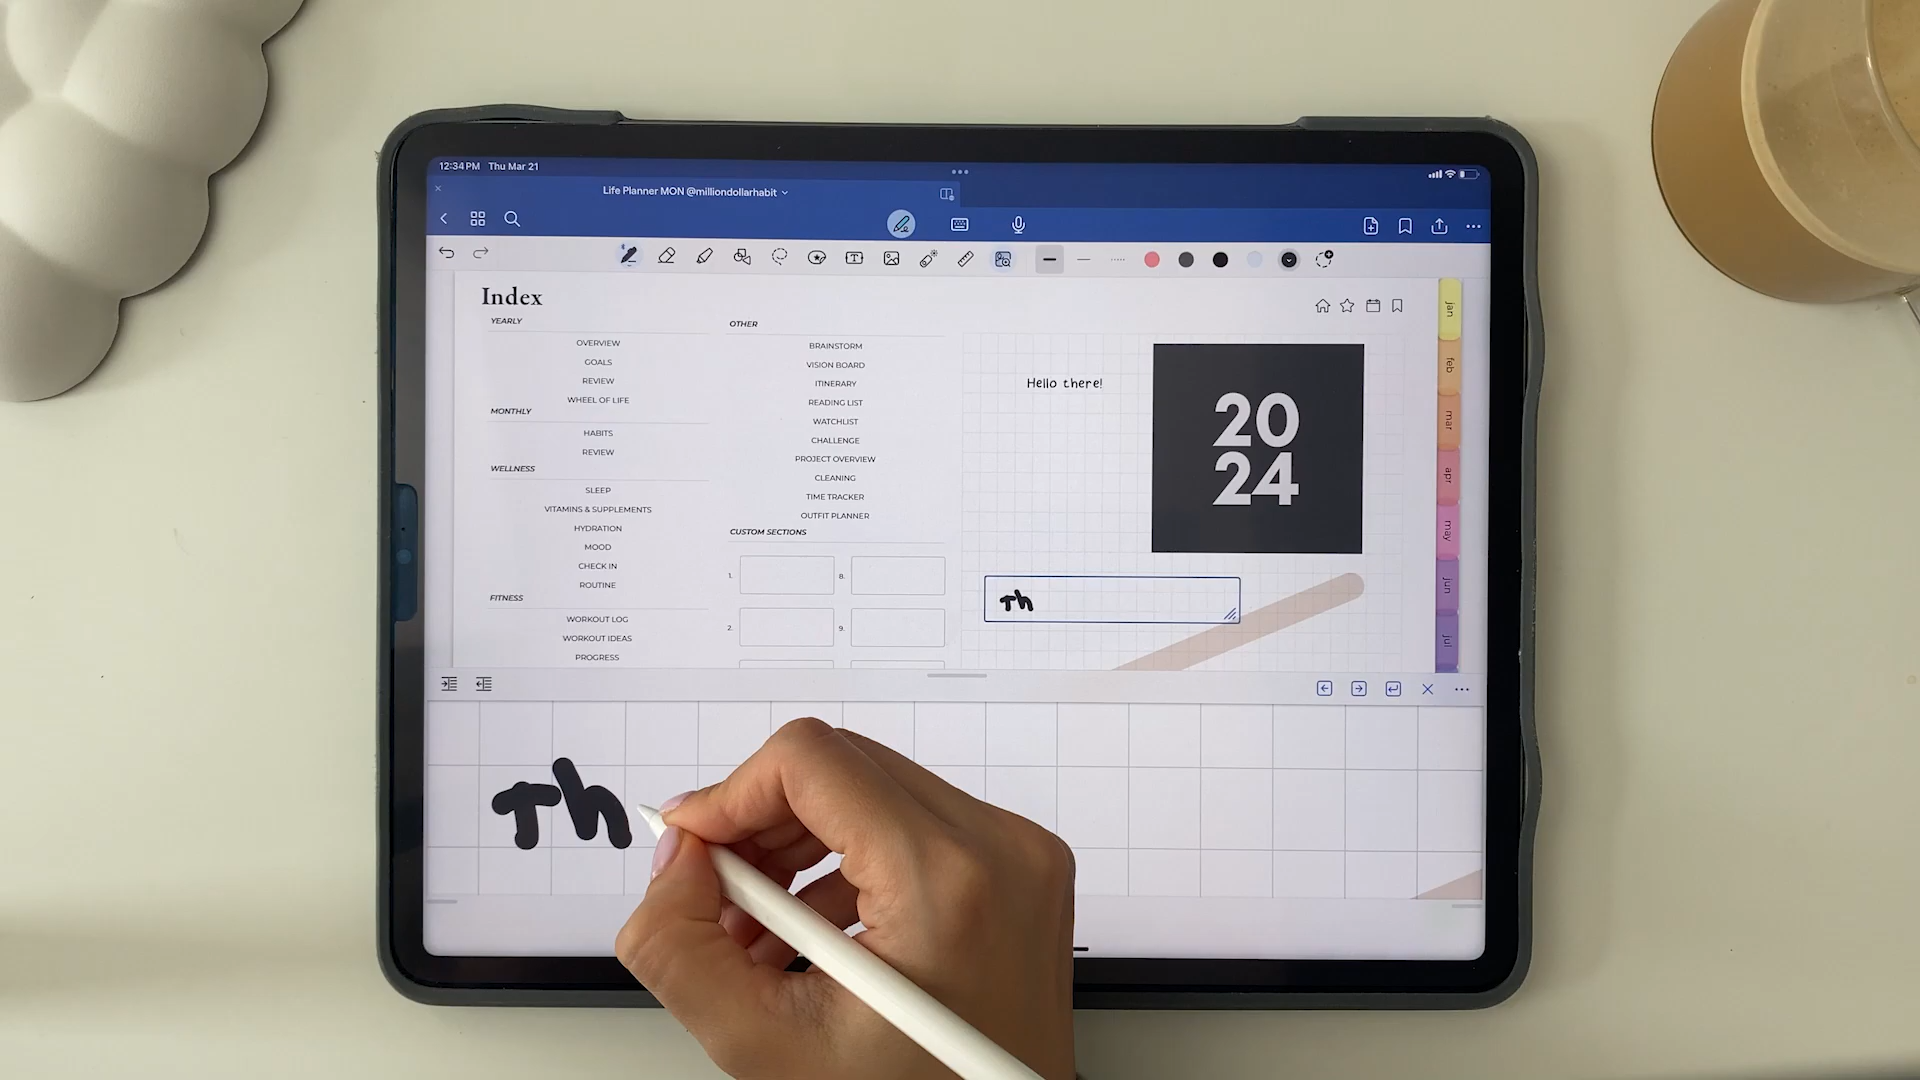 12:34 PM Thu Mar 21
Life Planner MON @milliondollarhabit
Index
YEARLY
OVERVIEW
GOALS
REVIEW
WHEEL OF LIFE
MONTHLY
HABITS
REVIEW
WELLNESS
SLEEP
VITAMINS & SUPPLEMENTS
HYDRATION
MOOD
CHECK IN
ROUTINE
FITNESS
WORKOUT LOG
WORKOUT IDEAS
PROGRESS
OTHER
BRAINSTORM
VISION BOARD
ITINERARY
READING LIST
WATCHLIST
CHALLENGE
PROJECT OVERVIEW
CLEANING
TIME TRACKER
OUTFIT PLANNER
CUSTOM SECTIONS
1. 8.
2. 9.
Hello there!
20
24
Th
jan
feb
mar
apr
may
jun
jul
Th